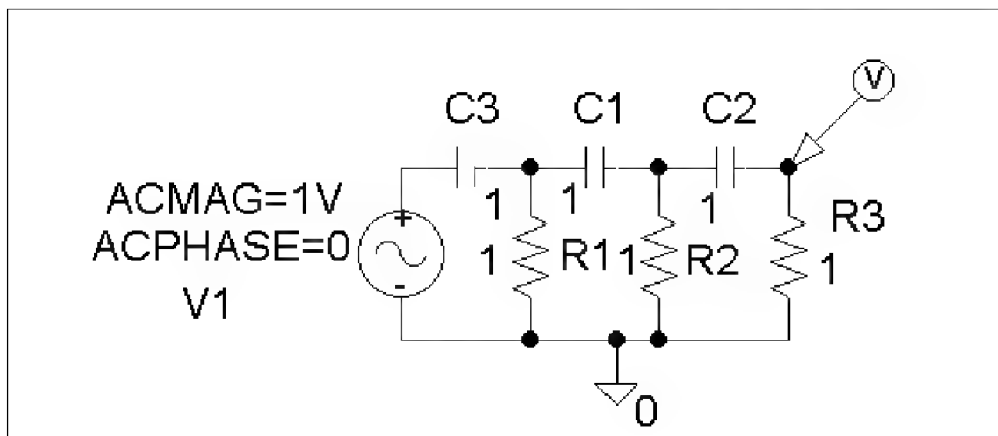 V
C3
C1
C2
ACMAG=1V
ACPHASE=0
V1
+
-
1
1
1
1
R1
1
R2
R3
1
0